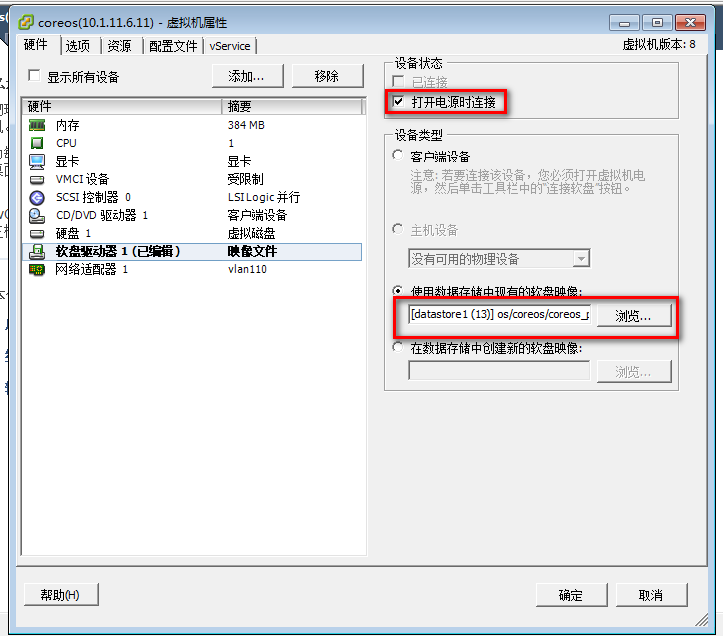 coreos(10.1.11.6.11) - 虚拟机属性
硬件 选项 资源 配置文件 vService
虚拟机版本: 8
显示所有设备 添加... 移除
硬件 摘要
内存 384 MB
CPU 1
显卡 显卡
VMCI 设备 受限制
SCSI 控制器 0 LSI Logic 并行
CD/DVD 驱动器 1 客户端设备
硬盘 1 虚拟磁盘
软盘驱动器 1 (已编辑) 映像文件
网络适配器 1 vlan110
设备状态
已连接
打开电源时连接
设备类型
客户端设备
注意: 若要连接该设备，您必须打开虚拟机电
源，然后单击工具栏中的"连接软盘"按钮。
主机设备
没有可用的物理设备
使用数据存储中现有的软盘映像:
[datastore1 (13)] os/coreos/coreos_p 浏览...
在数据存储中创建新的软盘映像:
浏览...
帮助(H) 确定 取消